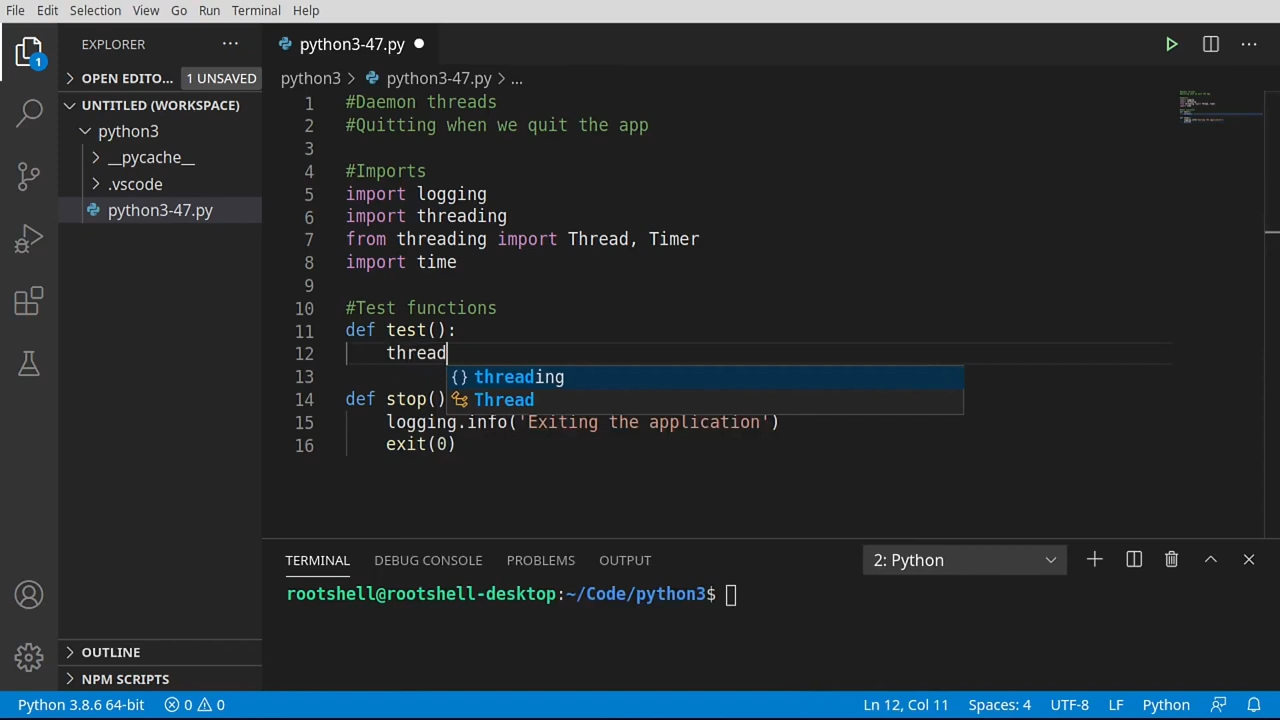 File Edit Selection View Go Run Terminal Help
EXPLORER
python3-47.py
1
OPEN EDITO... 1 UNSAVED
UNTITLED (WORKSPACE)
python3
__pycache__
.vscode
python3-47.py
python3 > python3-47.py > ...
1 #Daemon threads
2 #Quitting when we quit the app
3
4 #Imports
5 import logging
6 import threading
7 from threading import Thread, Timer
8 import time
9
10 #Test functions
11 def test():
12 thread
threading
13
Thread
14 def stop()
15 logging.info('Exiting the application')
16 exit(0)
TERMINAL DEBUG CONSOLE PROBLEMS OUTPUT 2: Python
rootshell@rootshell-desktop:~/Code/python3$
OUTLINE
NPM SCRIPTS
Python 3.8.6 64-bit 0 0 Ln 12, Col 11 Spaces: 4 UTF-8 LF Python